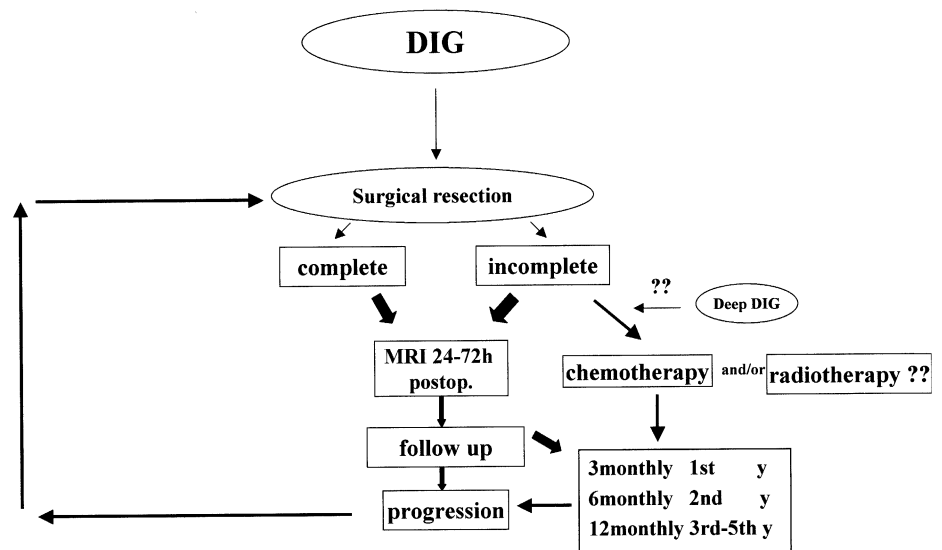 DIG
Surgical resection
complete
incomplete
??
Deep DIG
MRI 24-72h
postop.
chemotherapy
and/or
radiotherapy ??
follow up
3monthly 1st y
6monthly 2nd y
12monthly 3rd-5th y
progression